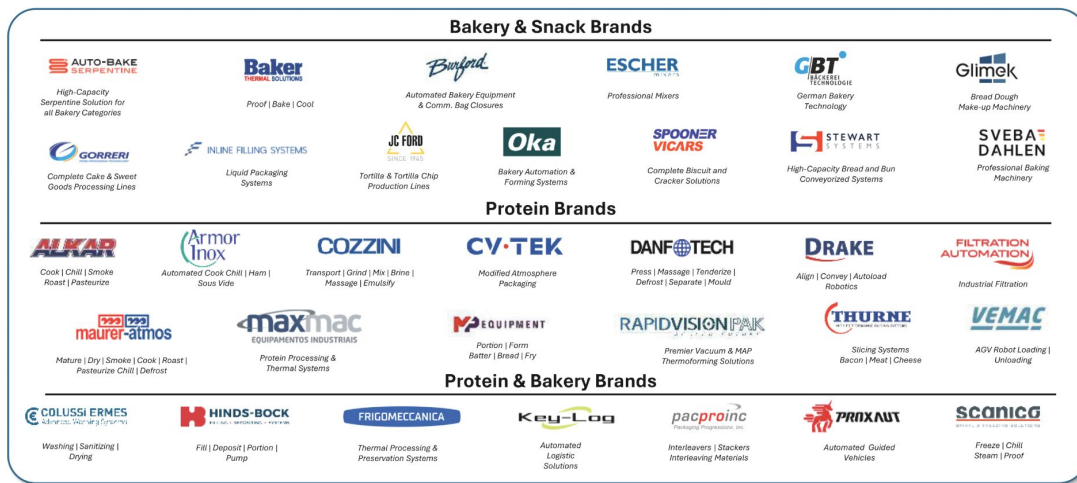 Bakery & Snack Brands
AUTO-BAKE
SERPENTINE
High-Capacity
Serpentine Solution for
all Bakery Categories
Baker
THERMAL SOLUTIONS
Proof | Bake | Cool
Burford
Automated Bakery Equipment
& Comm. Bag Closures
ESCHER
mixers
Professional Mixers
GBT
BÄCKEREI
TECHNOLOGIE
German Bakery
Technology
Glimek
Bread Dough
Make-up Machinery
GORRERI
Complete Cake & Sweet
Goods Processing Lines
INLINE FILLING SYSTEMS
Liquid Packaging
Systems
JC FORD
SINCE 1945
Tortilla & Tortilla Chip
Production Lines
Oka
Bakery Automation &
Forming Systems
SPOONER
VICARS
Complete Biscuit and
Cracker Solutions
STEWART
SYSTEMS
High-Capacity Bread and Bun
Conveyorized Systems
SVEBA
DAHLEN
Professional Baking
Machinery
Protein Brands
ALKAR
Cook | Chill | Smoke
Roast | Pasteurize
Armor
Inox
Automated Cook Chill | Ham |
Sous Vide
COZZINI
Transport | Grind | Mix | Brine |
Massage | Emulsify
CV·TEK
Modified Atmosphere
Packaging
DANFOTECH
Press | Massage | Tenderize |
Defrost | Separate | Mould
DRAKE
Align | Convey | Autoload
Robotics
FILTRATION
AUTOMATION
Industrial Filtration
maurer-atmos
Mature | Dry | Smoke | Cook | Roast |
Pasteurize Chill | Defrost
maxmac
EQUIPAMENTOS INDUSTRIAIS
Protein Processing &
Thermal Systems
MP EQUIPMENT
Portion | Form
Batter | Bread | Fry
RAPIDVISIONPAK
Premier Vacuum & MAP
Thermoforming Solutions
THURNE
Slicing Systems
Bacon | Meat | Cheese
VEMAC
AGV Robot Loading |
Unloading
Protein & Bakery Brands
COLUSSI ERMES
Advanced Washing Systems
Washing | Sanitizing |
Drying
HINDS-BOCK
FILLING • DEPOSITING • SYSTEMS
Fill | Deposit | Portion |
Pump
FRIGOMECCANICA
Thermal Processing &
Preservation Systems
Key-Log
Automated
Logistic
Solutions
pacproinc
Packaging Progressions, Inc.
Interleavers | Stackers
Interleaving Materials
PROXAUT
Automated Guided
Vehicles
scanico
Freeze | Chill
Steam | Proof